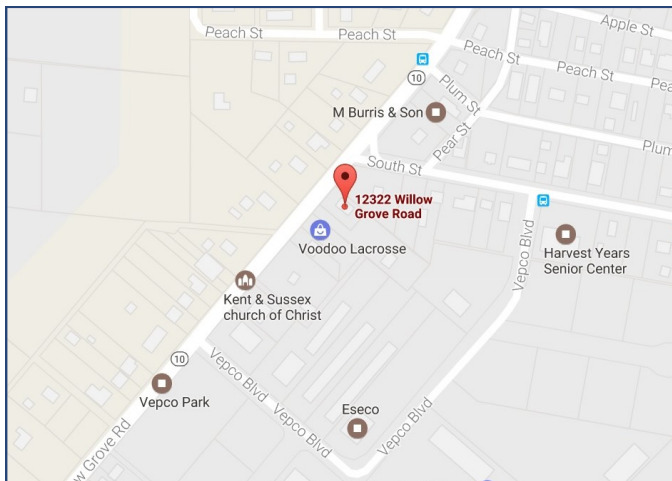 Peach St
Peach St
Apple St
Peach St
Peach St
10
Plum St
M Burris & Son
Pear St
Plum
South St
12322 Willow
Grove Road
Voodoo Lacrosse
Vepco Blvd
Harvest Years
Senior Center
Kent & Sussex
church of Christ
10
Vepco Blvd
Vepco Park
Vepco Blvd
Eseco
Vepco Blvd
w Grove Rd